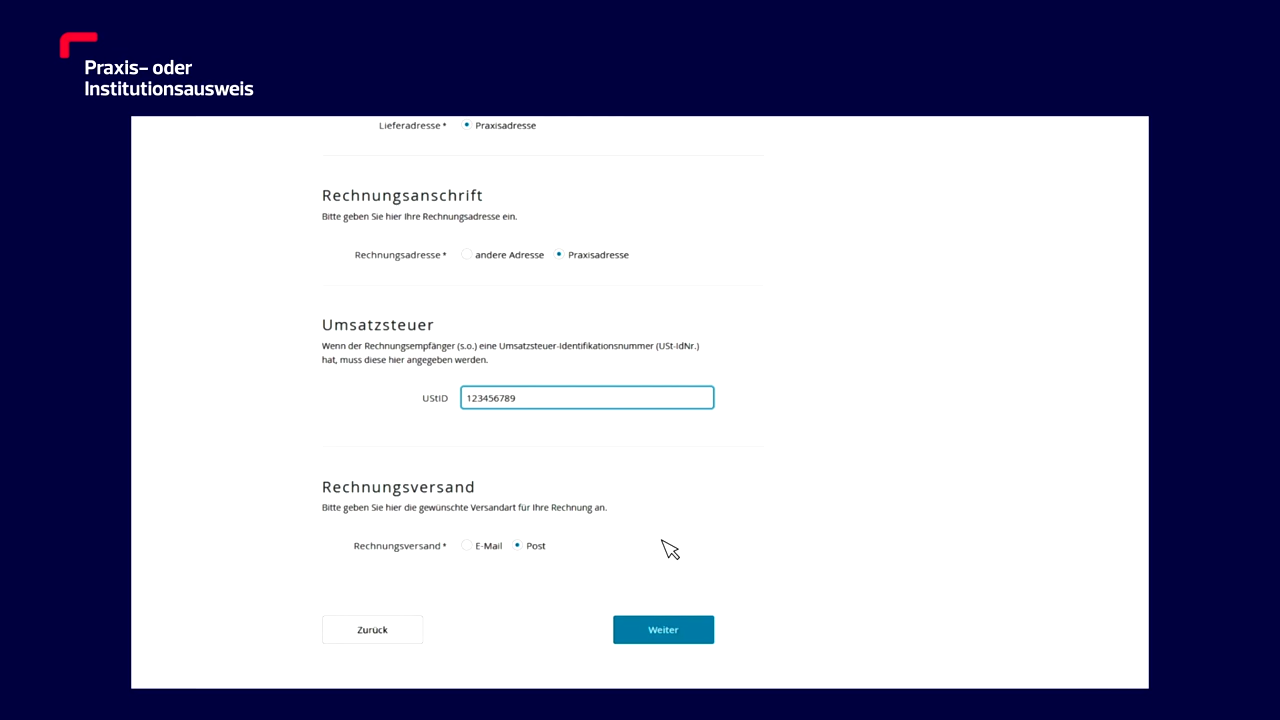 Praxis- oder
Institutionsausweis
Lieferadresse * Praxisadresse
Rechnungsanschrift
Bitte geben Sie hier Ihre Rechnungsadresse ein.
Rechnungsadresse * andere Adresse Praxisadresse
Umsatzsteuer
Wenn der Rechnungsempfänger (s.o.) eine Umsatzsteuer-Identifikationsnummer (USt-IdNr.)
hat, muss diese hier angegeben werden.
UStID 123456789
Rechnungsversand
Bitte geben Sie hier die gewünschte Versandart für Ihre Rechnung an.
Rechnungsversand * E-Mail Post
Zurück Weiter